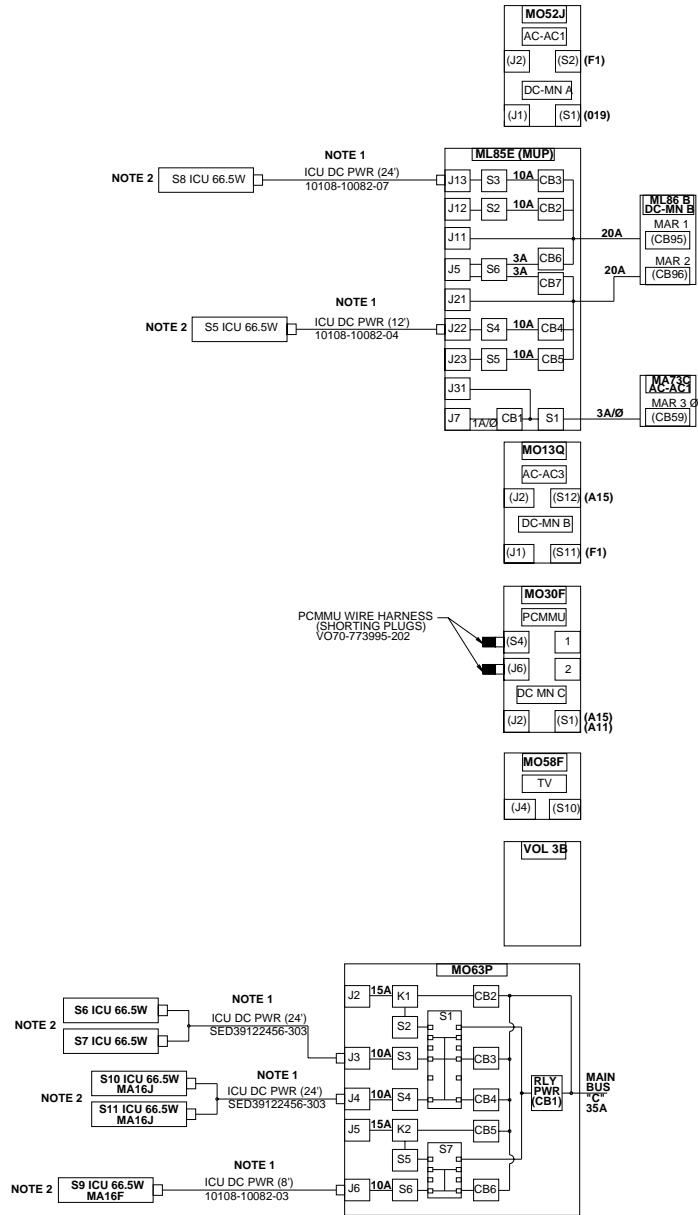 MO52J
AC-AC1
(J2) (S2) (F1)
DC-MN A
(J1) (S1) (019)
NOTE 1
ML85E (MUP)
NOTE 2 S8 ICU 66.5W ICU DC PWR (24') J13 S3 10A CB3
10108-10082-07
J12 S2 10A CB2
ML86 B
DC-MN B
MAR 1
J11 20A (CB95)
MAR 2
J5 S6 3A CB6 20A (CB96)
3A CB7
J21
NOTE 1
NOTE 2 S5 ICU 66.5W ICU DC PWR (12') J22 S4 10A CB4
10108-10082-04
J23 S5 10A CB5
J31
MA73C
AC-AC1
MAR 3 Ø
J7 1A/Ø CB1 S1 3A/Ø (CB59)
MO13Q
AC-AC3
(J2) (S12) (A15)
DC-MN B
(J1) (S11) (F1)
MO30F
PCMMU
PCMMU WIRE HARNESS
(SHORTING PLUGS)
VO70-773995-202
(S4) 1
(J6) 2
DC MN C
(J2) (S1) (A15)
(A11)
MO58F
TV
(J4) (S10)
VOL 3B
MO63P
J2 15A K1 CB2
S2 S1
NOTE 1
S6 ICU 66.5W
NOTE 2 ICU DC PWR (24')
S7 ICU 66.5W SED39122456-303
J3 10A S3 CB3
NOTE 1
S10 ICU 66.5W
MA16J
NOTE 2 ICU DC PWR (24') J4 10A S4 CB4
S11 ICU 66.5W
MA16J
SED39122456-303
RLY
PWR
(CB1)
MAIN
BUS
"C"
35A
J5 15A K2 CB5
S5 S7
NOTE 1
NOTE 2 S9 ICU 66.5W
MA16F
ICU DC PWR (8') J6 10A S6 CB6
10108-10082-03